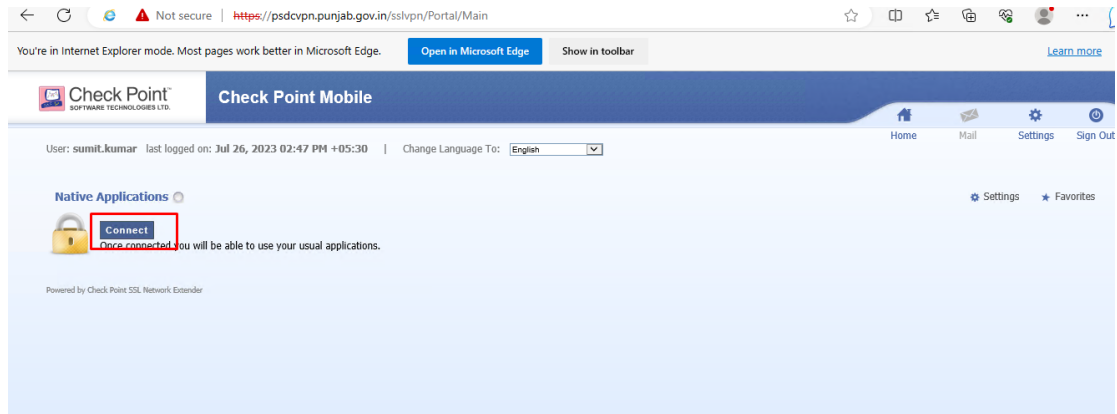 Not secure | https://psdcvpn.punjab.gov.in/sslvpn/Portal/Main
You're in Internet Explorer mode. Most pages work better in Microsoft Edge. Open in Microsoft Edge Show in toolbar Learn more
Check Point™
SOFTWARE TECHNOLOGIES LTD.
Check Point Mobile
Home Mail Settings Sign Out
User: sumit.kumar last logged on: Jul 26, 2023 02:47 PM +05:30 | Change Language To: English
Native Applications Settings Favorites
Connect
Once connected you will be able to use your usual applications.
Powered by Check Point SSL Network Extender